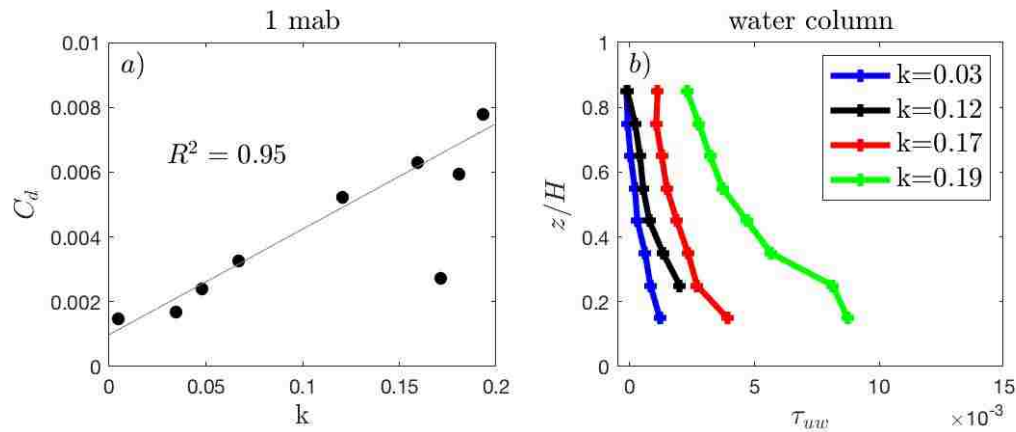 1 mab
a)
R² = 0.95
C_d
0.01
0.008
0.006
0.004
0.002
0
0 0.05 0.1 0.15 0.2
k
water column
b)
k=0.03
k=0.12
k=0.17
k=0.19
z/H
1
0.8
0.6
0.4
0.2
0
0 5 10 15
×10⁻³
τ_uw